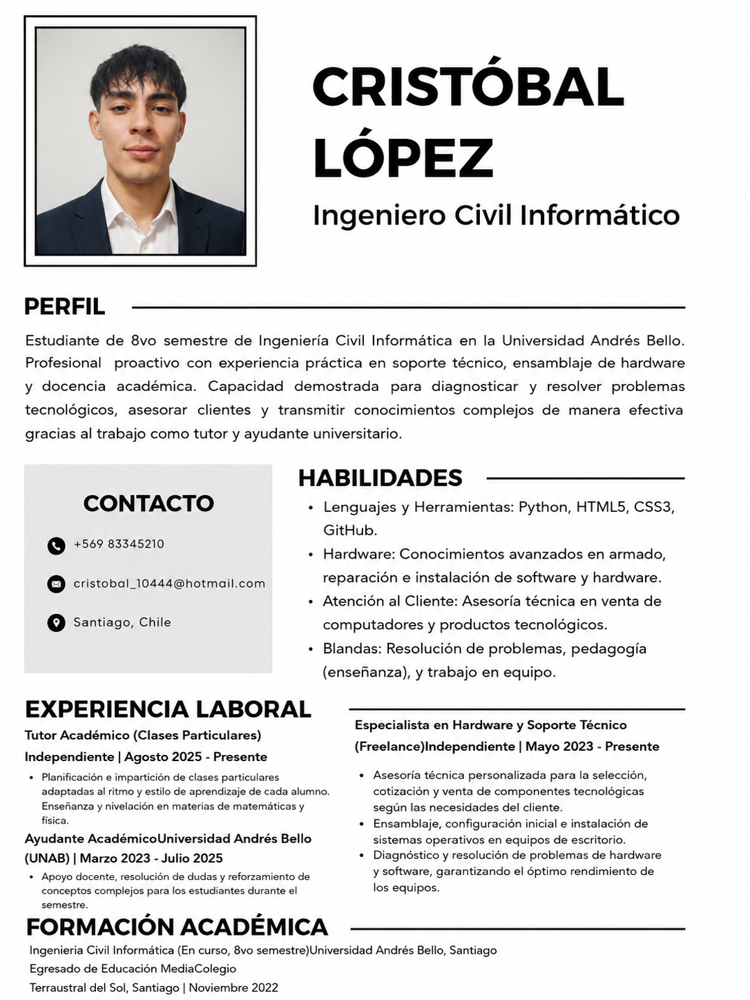 CRISTÓBAL
LÓPEZ
Ingeniero Civil Informático
PERFIL
Estudiante de 8vo semestre de Ingeniería Civil Informática en la Universidad Andrés Bello.
Profesional proactivo con experiencia práctica en soporte técnico, ensamblaje de hardware
y docencia académica. Capacidad demostrada para diagnosticar y resolver problemas
tecnológicos, asesorar clientes y transmitir conocimientos complejos de manera efectiva
gracias al trabajo como tutor y ayudante universitario.
CONTACTO
+569 83345210
cristobal_10444@hotmail.com
Santiago, Chile
HABILIDADES
• Lenguajes y Herramientas: Python, HTML5, CSS3,
GitHub.
• Hardware: Conocimientos avanzados en armado,
reparación e instalación de software y hardware.
• Atención al Cliente: Asesoría técnica en venta de
computadores y productos tecnológicos.
• Blandas: Resolución de problemas, pedagogía
(enseñanza), y trabajo en equipo.
EXPERIENCIA LABORAL
Tutor Académico (Clases Particulares)
Independiente | Agosto 2025 - Presente
• Planificación e impartición de clases particulares
adaptadas al ritmo y estilo de aprendizaje de cada alumno.
Enseñanza y nivelación en materias de matemáticas y
física.
Ayudante AcadémicoUniversidad Andrés Bello
(UNAB) | Marzo 2023 - Julio 2025
• Apoyo docente, resolución de dudas y reforzamiento de
conceptos complejos para los estudiantes durante el
semestre.
Especialista en Hardware y Soporte Técnico
(Freelance)Independiente | Mayo 2023 - Presente
• Asesoría técnica personalizada para la selección,
cotización y venta de componentes tecnológicas
según las necesidades del cliente.
• Ensamblaje, configuración inicial e instalación de
sistemas operativos en equipos de escritorio.
• Diagnóstico y resolución de problemas de hardware
y software, garantizando el óptimo rendimiento de
los equipos.
FORMACIÓN ACADÉMICA
Ingenieria Civil Informática (En curso, 8vo semestre)Universidad Andrés Bello, Santiago
Egresado de Educación MediaColegio
Terraustral del Sol, Santiago | Noviembre 2022